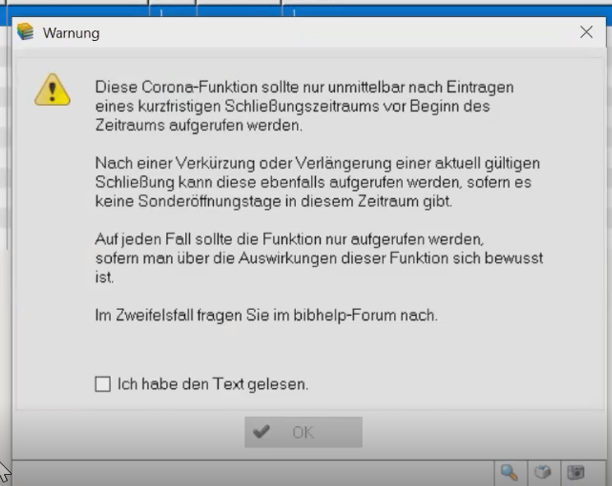 Warnung
Diese Corona-Funktion sollte nur unmittelbar nach Eintragen
eines kurzfristigen Schließungszeitraums vor Beginn des
Zeitraums aufgerufen werden.
Nach einer Verkürzung oder Verlängerung einer aktuell gültigen
Schließung kann diese ebenfalls aufgerufen werden, sofern es
keine Sonderöffnungstage in diesem Zeitraum gibt.
Auf jeden Fall sollte die Funktion nur aufgerufen werden,
sofern man über die Auswirkungen dieser Funktion sich bewusst
ist.
Im Zweifelsfall fragen Sie im bibhelp-Forum nach.
Ich habe den Text gelesen.
OK